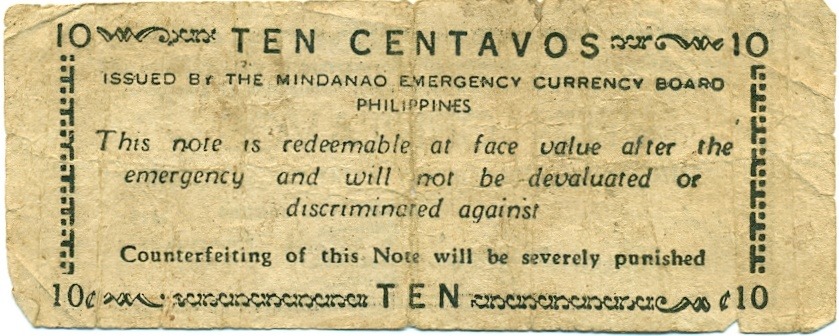 10 TEN CENTAVOS 10
ISSUED BY THE MINDANAO EMERGENCY CURRENCY BOARD
PHILIPPINES
This note is redeemable at face value after the
emergency and will not be devaluated or
discriminated against
Counterfeiting of this Note will be severely punished
10¢ TEN ¢10